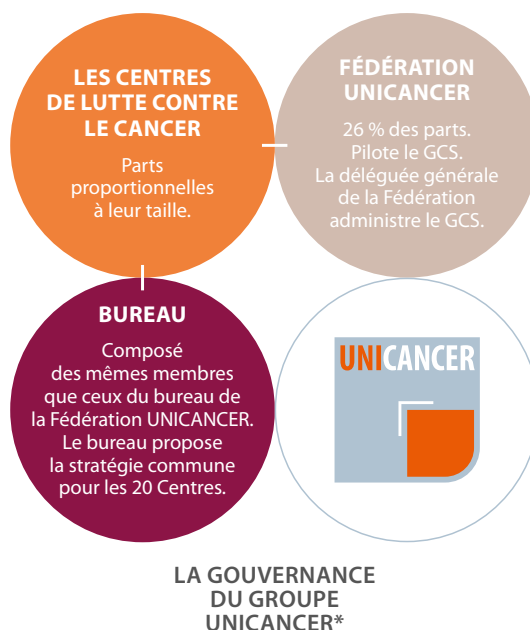 LES CENTRES
DE LUTTE CONTRE
LE CANCER
Parts
proportionnelles
à leur taille.
FÉDÉRATION
UNICANCER
26 % des parts.
Pilote le GCS.
La déléguée générale
de la Fédération
administre le GCS.
BUREAU
Composé
des mêmes membres
que ceux du bureau de
la Fédération UNICANCER.
Le bureau propose
la stratégie commune
pour les 20 Centres.
UNICANCER
LA GOUVERNANCE
DU GROUPE
UNICANCER*